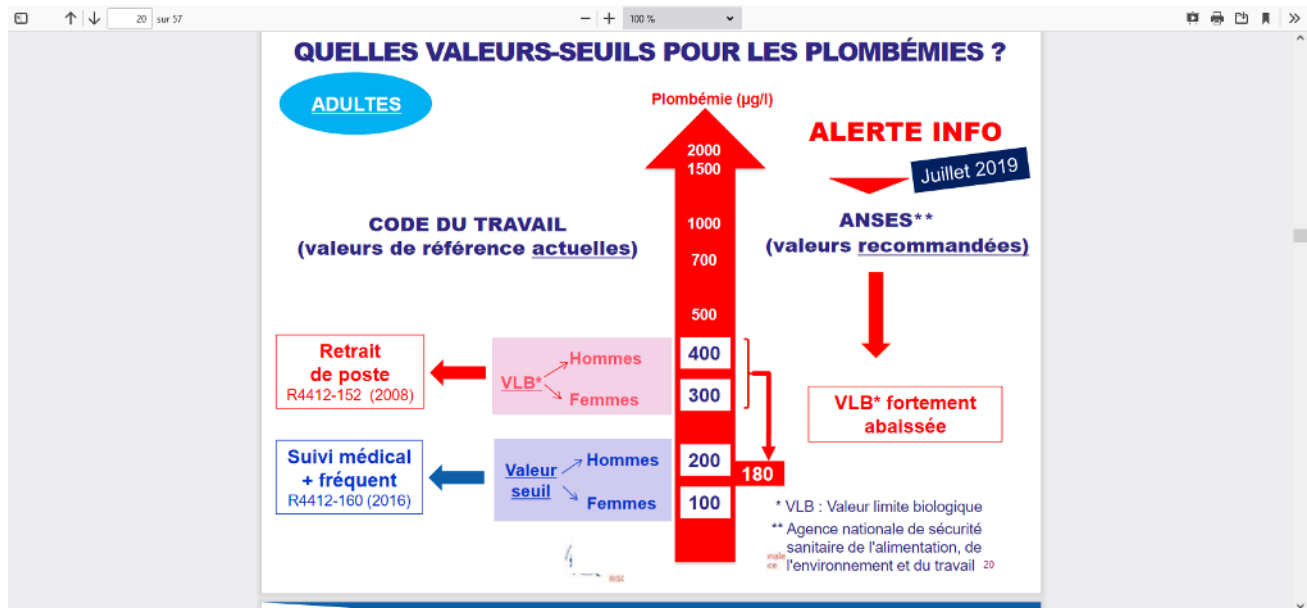 20 sur 57
100 %
QUELLES VALEURS-SEUILS POUR LES PLOMBÉMIES ?
ADULTES
Plombémie (µg/l)
ALERTE INFO
Juillet 2019
2000
1500
1000
700
500
400
300
200
100
180
CODE DU TRAVAIL
(valeurs de référence actuelles)
ANSES**
(valeurs recommandées)
Retrait
de poste
R4412-152 (2008)
VLB*
Hommes
Femmes
VLB* fortement
abaissée
Suivi médical
+ fréquent
R4412-160 (2016)
Valeur
seuil
Hommes
Femmes
* VLB : Valeur limite biologique
** Agence nationale de sécurité
sanitaire de l'alimentation, de
l'environnement et du travail 20